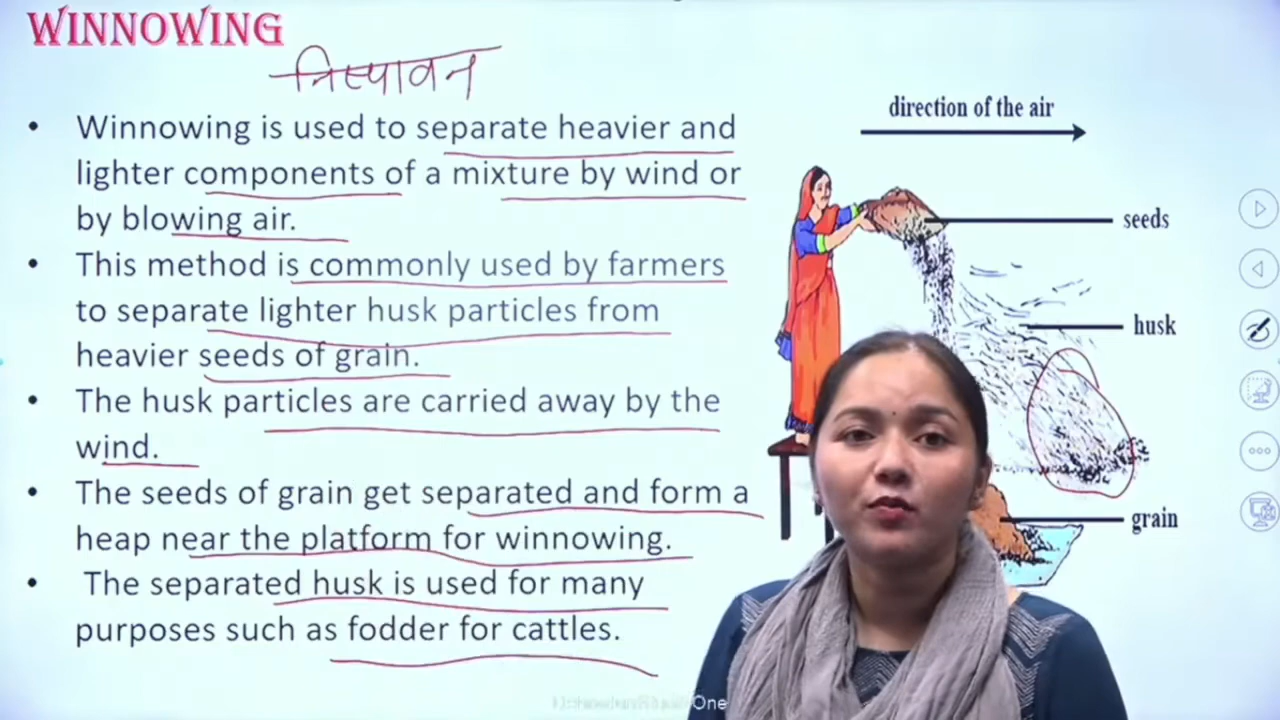 WINNOWING
निष्पावन
• Winnowing is used to separate heavier and
lighter components of a mixture by wind or
by blowing air.
• This method is commonly used by farmers
to separate lighter husk particles from
heavier seeds of grain.
• The husk particles are carried away by the
wind.
• The seeds of grain get separated and form a
heap near the platform for winnowing.
• The separated husk is used for many
purposes such as fodder for cattles.
direction of the air
seeds
husk
grain
One